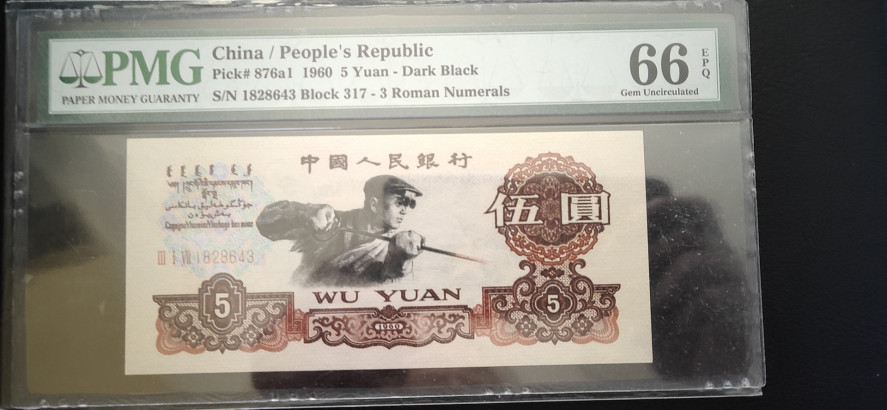 PMG
PAPER MONEY GUARANTY
China / People's Republic
Pick# 876a1 1960 5 Yuan - Dark Black
S/N 1828643 Block 317 - 3 Roman Numerals
66
EPQ
Gem Uncirculated
中國人民銀行
伍圓
III I VII 1828643
5
WU YUAN
1960
5